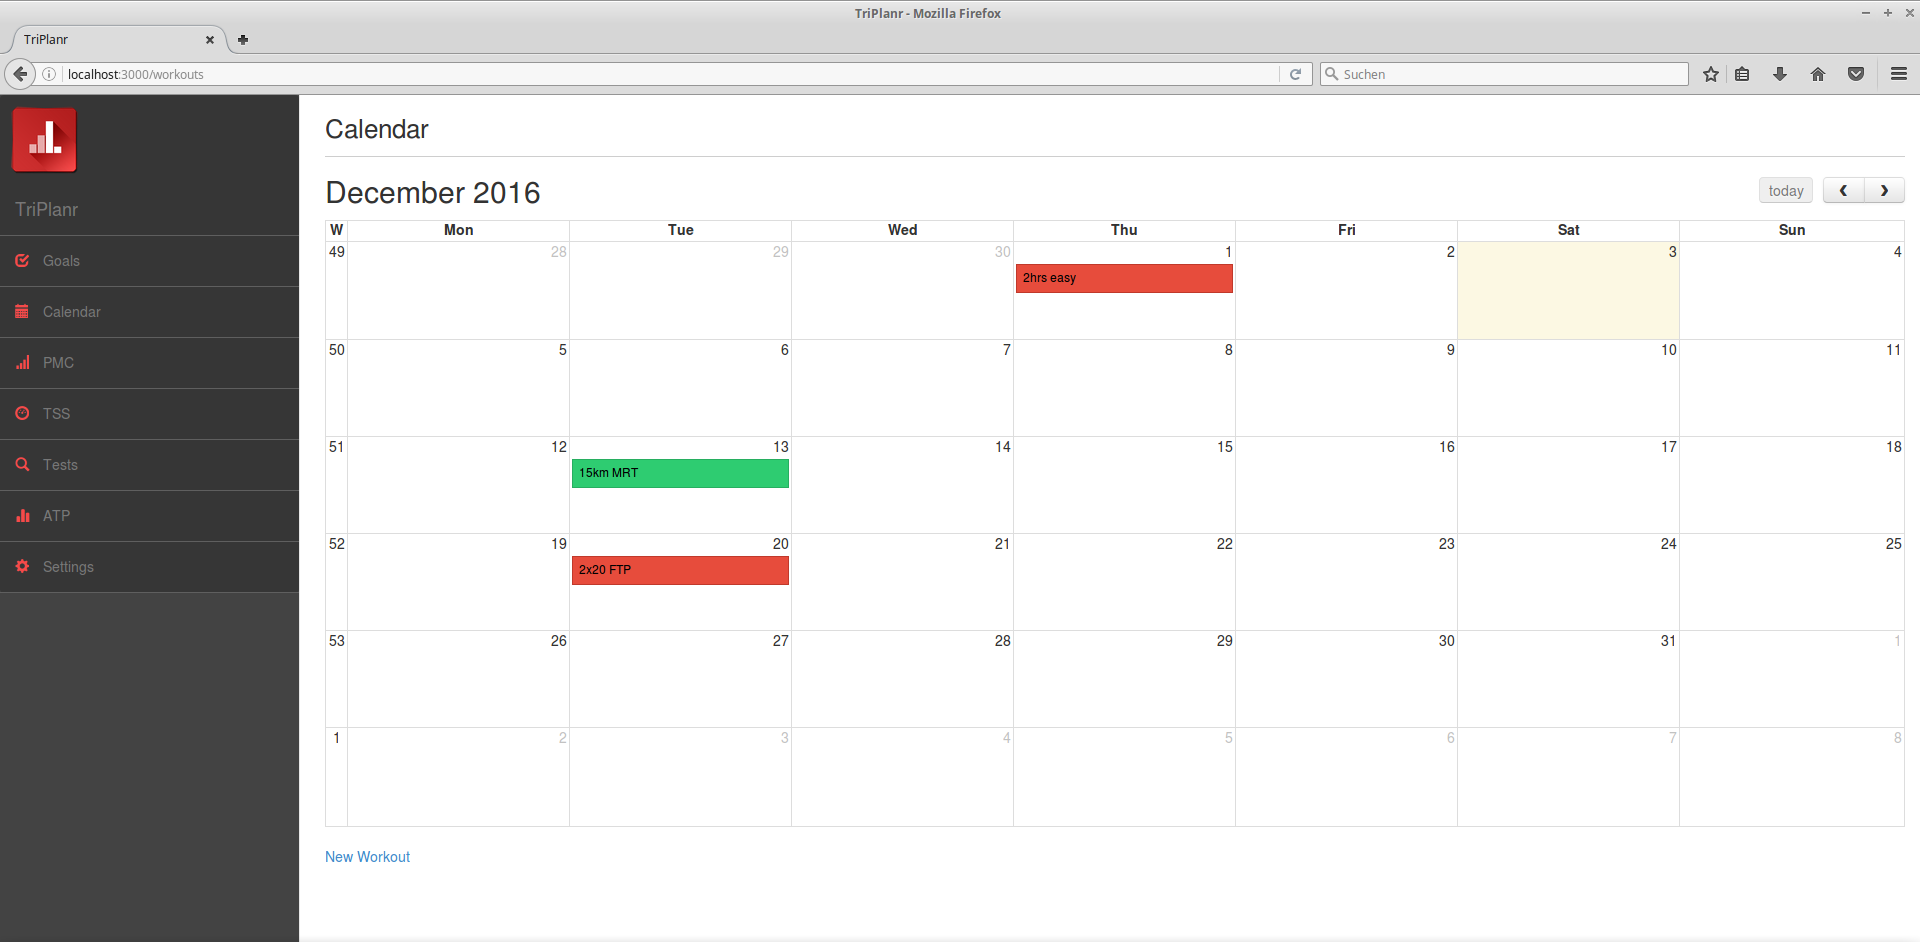 TriPlanr - Mozilla Firefox
TriPlanr
localhost:3000/workouts
Suchen
TriPlanr
Goals
Calendar
PMC
TSS
Tests
ATP
Settings
Calendar
December 2016
today
W Mon Tue Wed Thu Fri Sat Sun
49 28 29 30 1 2 3 4
2hrs easy
50 5 6 7 8 9 10 11
51 12 13 14 15 16 17 18
15km MRT
52 19 20 21 22 23 24 25
2x20 FTP
53 26 27 28 29 30 31 1
1 2 3 4 5 6 7 8
New Workout